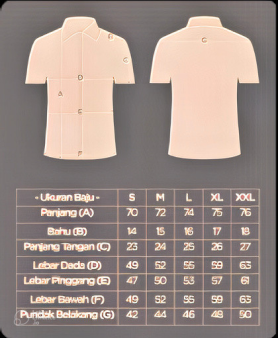 B
G
C
D
A
E
F
- Ukuran Baju - S M L XL XXL
Panjang (A) 70 72 74 75 76
Bahu (B) 14 15 16 17 18
Panjang Tangan (C) 23 24 25 26 27
Lebar Dada (D) 49 52 55 59 63
Lebar Pinggang (E) 47 50 53 57 61
Lebar Bawah (F) 49 52 55 59 63
Pundak Belakang (G) 42 44 46 48 50